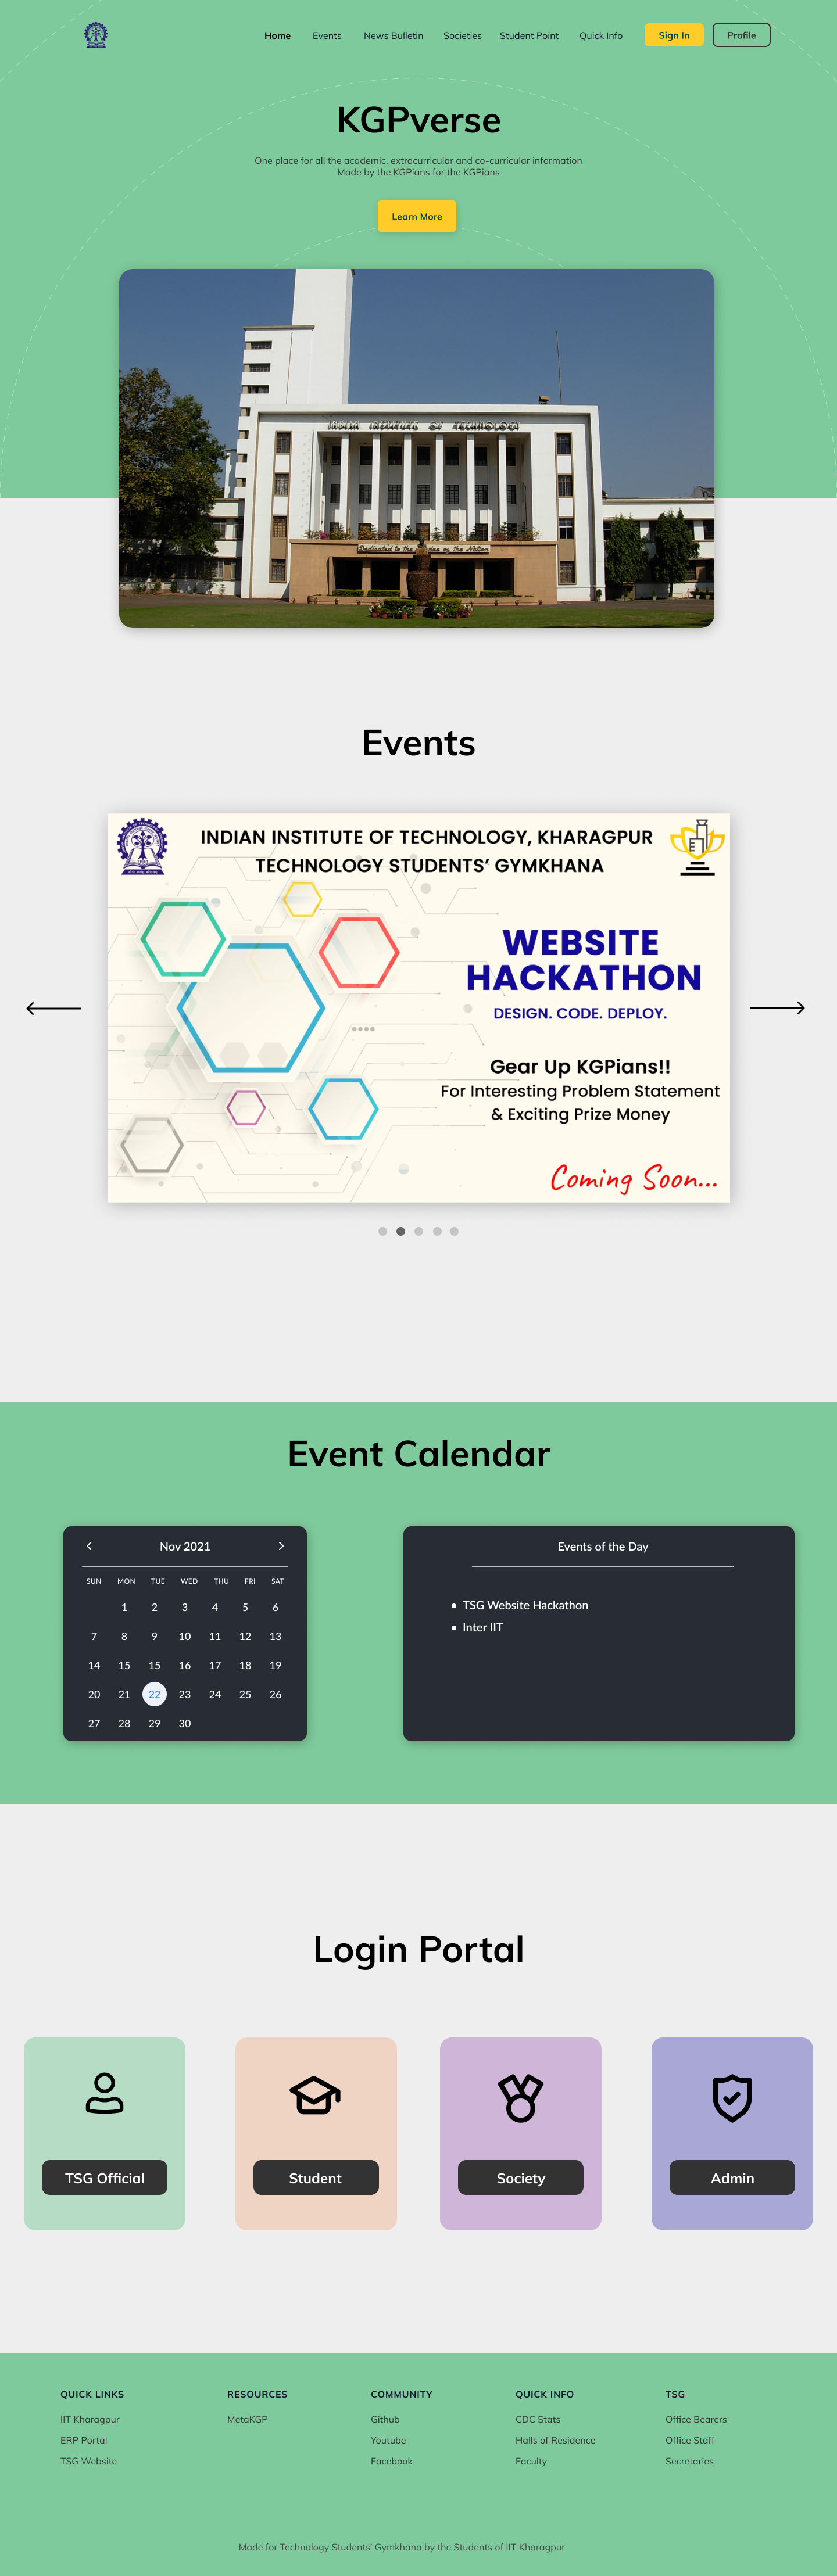 Home Events News Bulletin Societies Student Point Quick Info Sign In Profile
KGPverse
One place for all the academic, extracurricular and co-curricular information
Made by the KGPians for the KGPians
Learn More
INDIAN INSTITUTE OF TECHNOLOGY
Dedicated to the Service on the Nation
Events
INDIAN INSTITUTE OF TECHNOLOGY, KHARAGPUR
TECHNOLOGY STUDENTS' GYMKHANA
WEBSITE
HACKATHON
DESIGN. CODE. DEPLOY.
Gear Up KGPians!!
For Interesting Problem Statement
& Exciting Prize Money
Coming Soon...
Event Calendar
Nov 2021
SUN MON TUE WED THU FRI SAT
1 2 3 4 5 6
7 8 9 10 11 12 13
14 15 15 16 17 18 19
20 21 22 23 24 25 26
27 28 29 30
Events of the Day
• TSG Website Hackathon
• Inter IIT
Login Portal
TSG Official
Student
Society
Admin
QUICK LINKS
IIT Kharagpur
ERP Portal
TSG Website
RESOURCES
MetaKGP
COMMUNITY
Github
Youtube
Facebook
QUICK INFO
CDC Stats
Halls of Residence
Faculty
TSG
Office Bearers
Office Staff
Secretaries
Made for Technology Students' Gymkhana by the Students of IIT Kharagpur